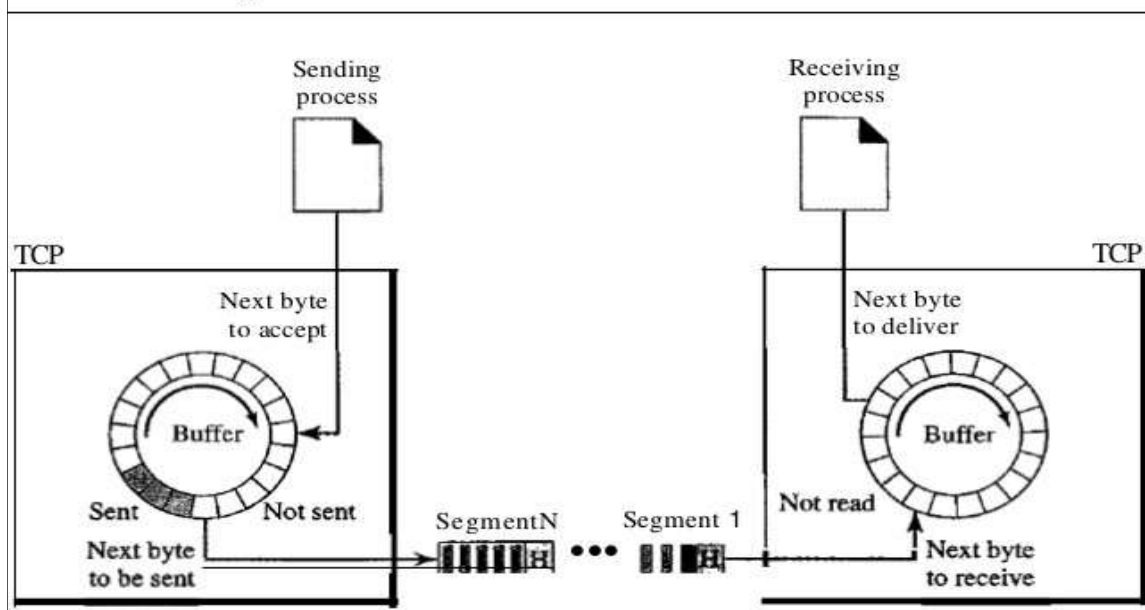 Sending
process
Receiving
process
TCP
TCP
Next byte
to accept
Next byte
to deliver
Buffer
Buffer
Sent
Not sent
Not read
SegmentN
Segment 1
Next byte
to be sent
H
H
Next byte
to receive